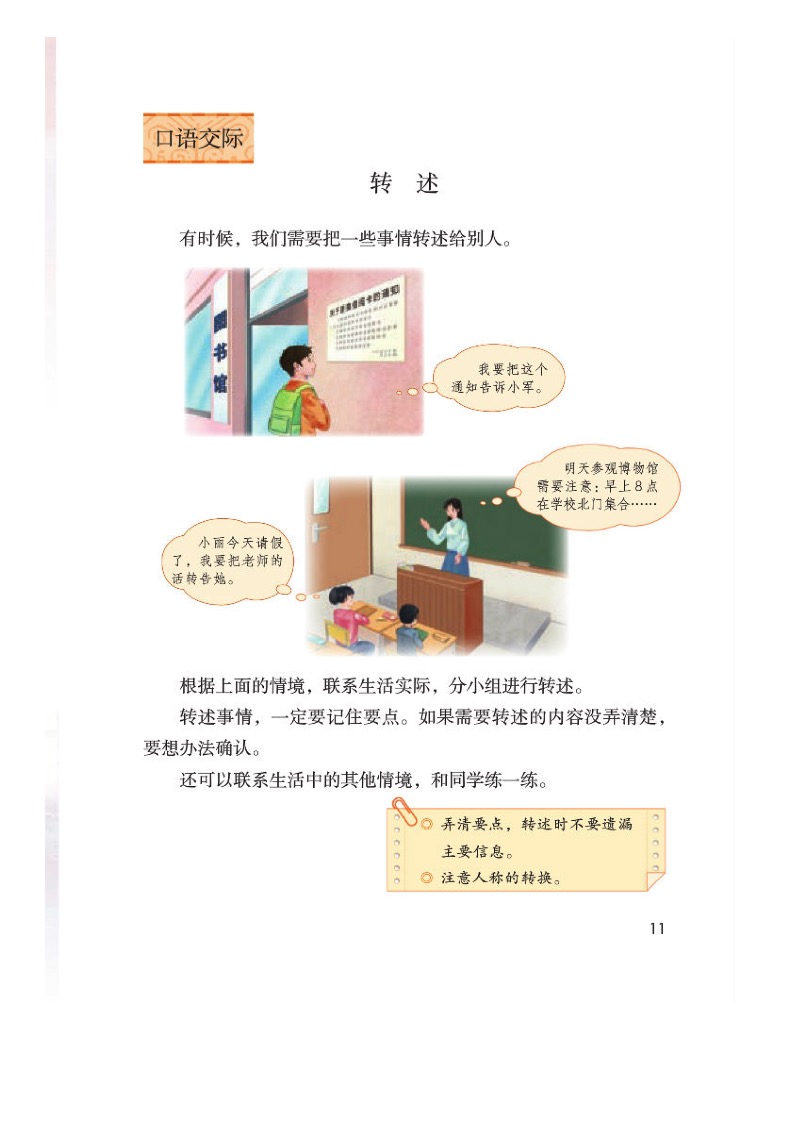 口语交际
转 述
有时候，我们需要把一些事情转述给别人。
图书馆
关于更换借阅卡的通知
我要把这个
通知告诉小军。
明天参观博物馆
需要注意：早上8点
在学校北门集合……
小丽今天请假
了，我要把老师的
话转告她。
根据上面的情境，联系生活实际，分小组进行转述。
转述事情，一定要记住要点。如果需要转述的内容没弄清楚，
要想办法确认。
还可以联系生活中的其他情境，和同学练一练。
◎ 弄清要点，转述时不要遗漏
主要信息。
◎ 注意人称的转换。
11